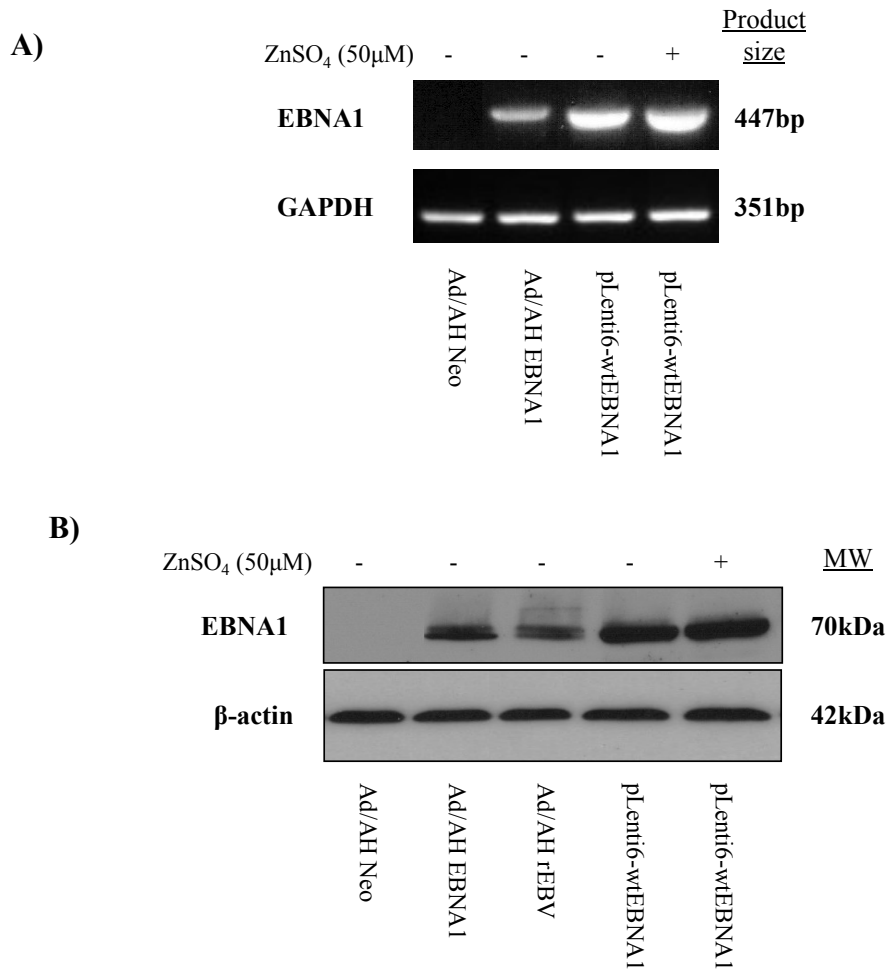 A)
ZnSO₄ (50μM) - - - + Product size
EBNA1 447bp
GAPDH 351bp
Ad/AH Neo
Ad/AH EBNA1
pLenti6-wtEBNA1
pLenti6-wtEBNA1
B)
ZnSO₄ (50μM) - - - - + MW
EBNA1 70kDa
β-actin 42kDa
Ad/AH Neo
Ad/AH EBNA1
Ad/AH rEBV
pLenti6-wtEBNA1
pLenti6-wtEBNA1